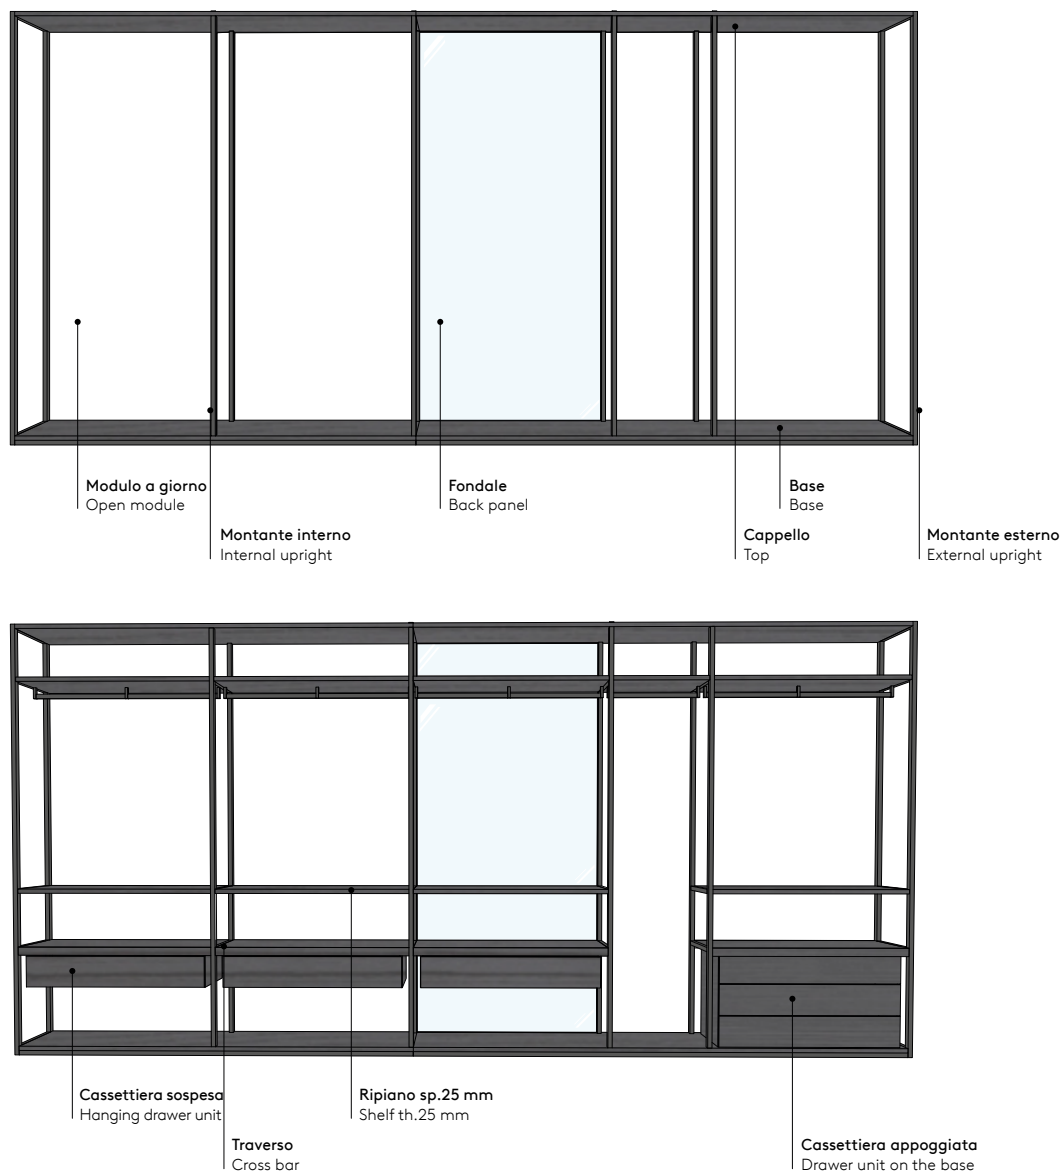 Modulo a giorno
Open module
Montante interno
Internal upright
Fondale
Back panel
Base
Base
Cappello
Top
Montante esterno
External upright
Cassettiera sospesa
Hanging drawer unit
Traverso
Cross bar
Ripiano sp.25 mm
Shelf th.25 mm
Cassettiera appoggiata
Drawer unit on the base